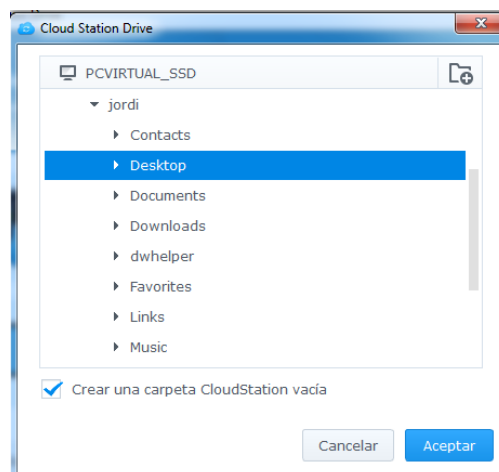 Cloud Station Drive
PCVIRTUAL_SSD
jordi
Contacts
Desktop
Documents
Downloads
dwhelper
Favorites
Links
Music
Crear una carpeta CloudStation vacía
Cancelar
Aceptar